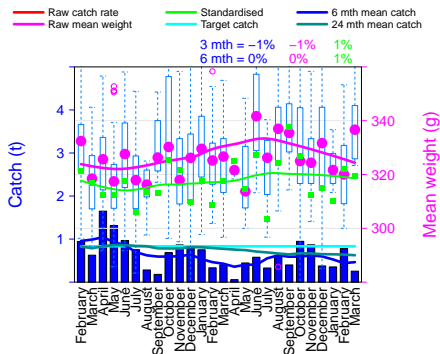 Raw catch rate Standardised 6 mth mean catch
Raw mean weight Target catch 24 mth mean catch
3 mth = −1% −1% 1%
6 mth = 0% 0% 1%
Catch (t)
5
4
3
2
1
340
320
300
Mean weight (g)
February
March
April
May
June
July
August
September
October
November
December
January
February
March
April
May
June
July
August
September
October
November
December
January
February
March